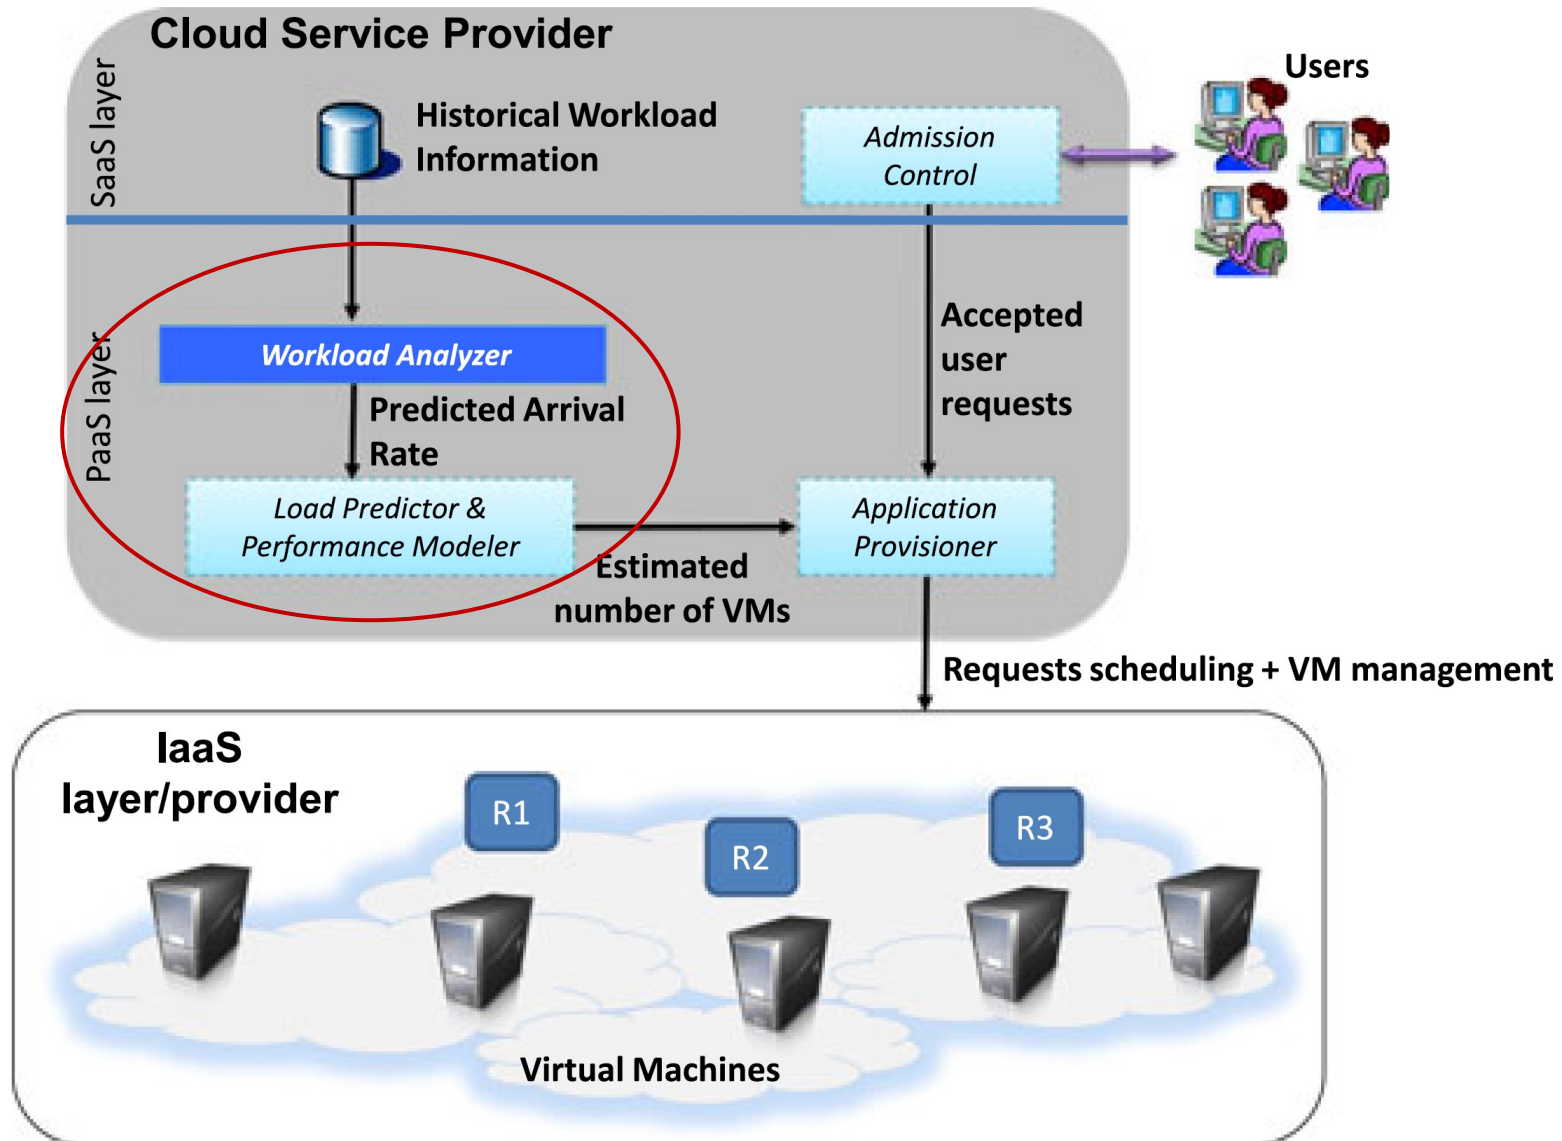 Cloud Service Provider
SaaS layer
Historical Workload
Information
Admission
Control
Users
PaaS layer
Workload Analyzer
Predicted Arrival
Rate
Accepted
user
requests
Load Predictor &
Performance Modeler
Application
Provisioner
Estimated
number of VMs
Requests scheduling + VM management
IaaS
layer/provider
R1
R2
R3
Virtual Machines